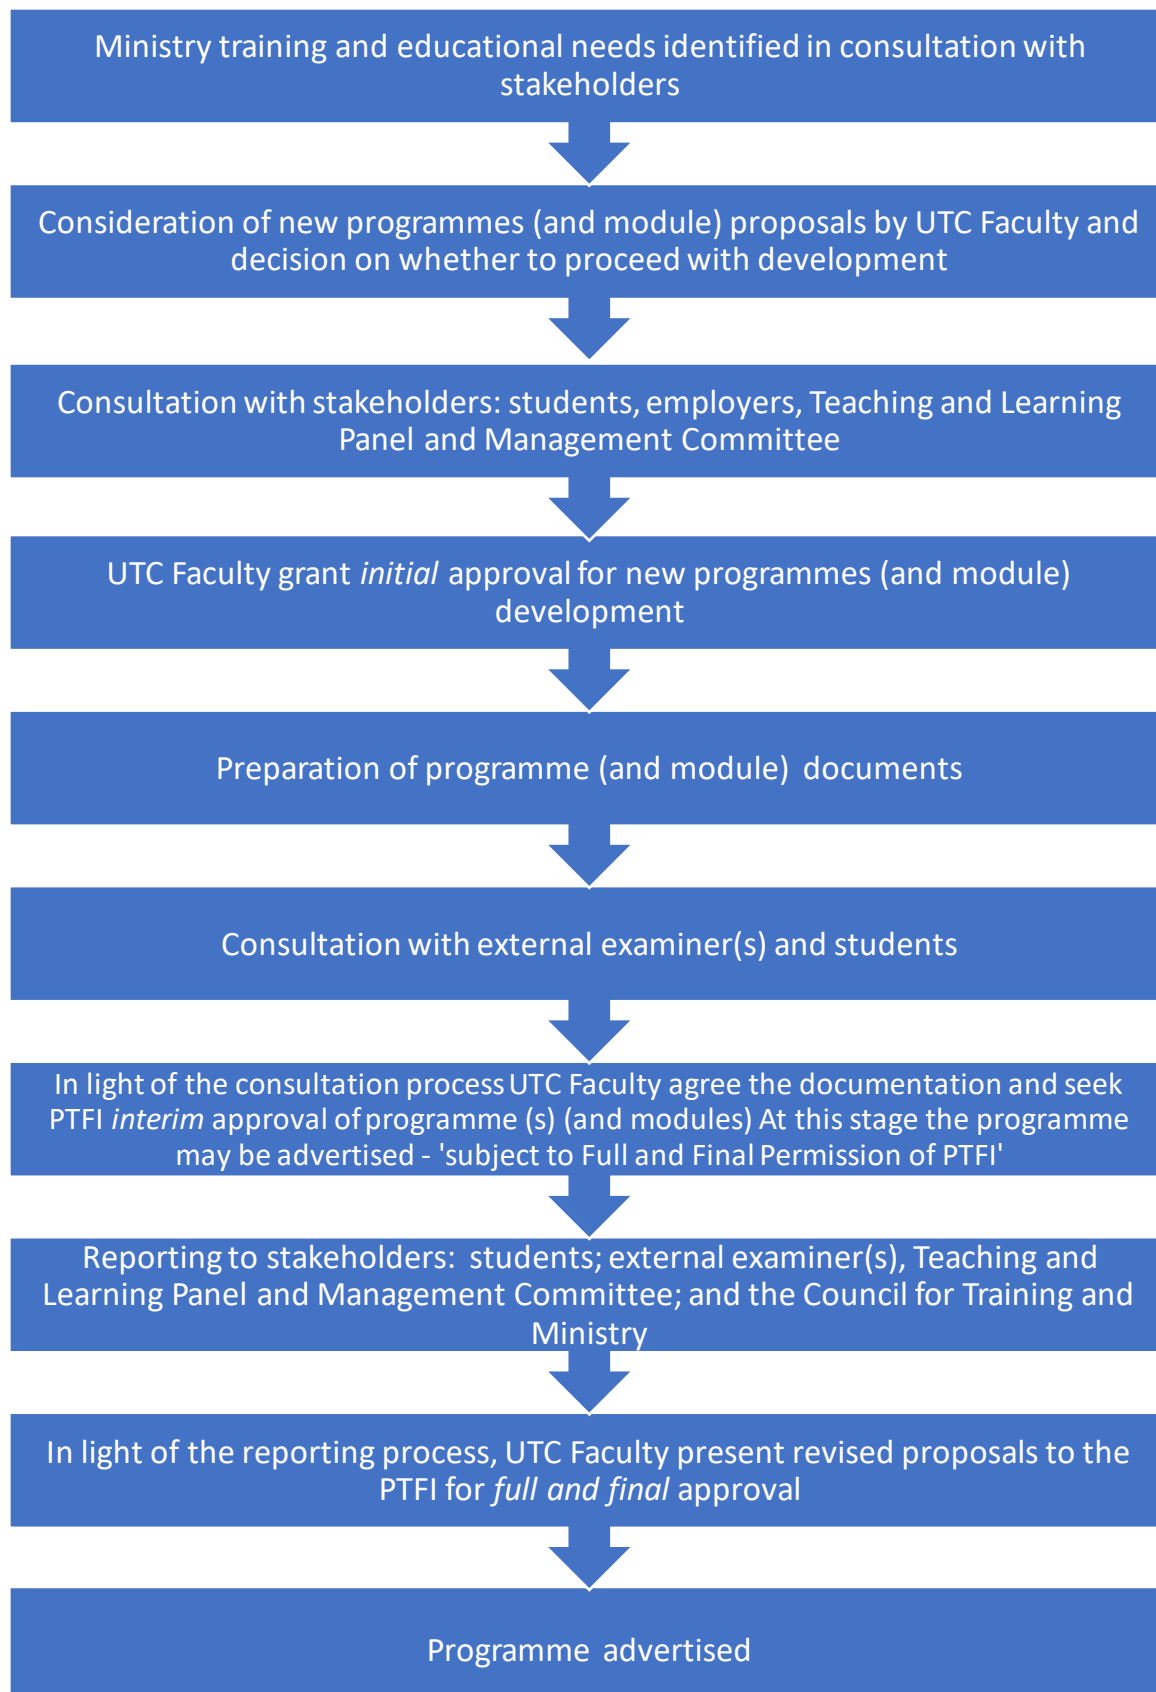 Ministry training and educational needs identified in consultation with
stakeholders
Consideration of new programmes (and module) proposals by UTC Faculty and
decision on whether to proceed with development
Consultation with stakeholders: students, employers, Teaching and Learning
Panel and Management Committee
UTC Faculty grant initial approval for new programmes (and module)
development
Preparation of programme (and module) documents
Consultation with external examiner(s) and students
In light of the consultation process UTC Faculty agree the documentation and seek
PTFI interim approval of programme (s) (and modules) At this stage the programme
may be advertised - 'subject to Full and Final Permission of PTFI'
Reporting to stakeholders: students; external examiner(s), Teaching and
Learning Panel and Management Committee; and the Council for Training and
Ministry
In light of the reporting process, UTC Faculty present revised proposals to the
PTFI for full and final approval
Programme advertised